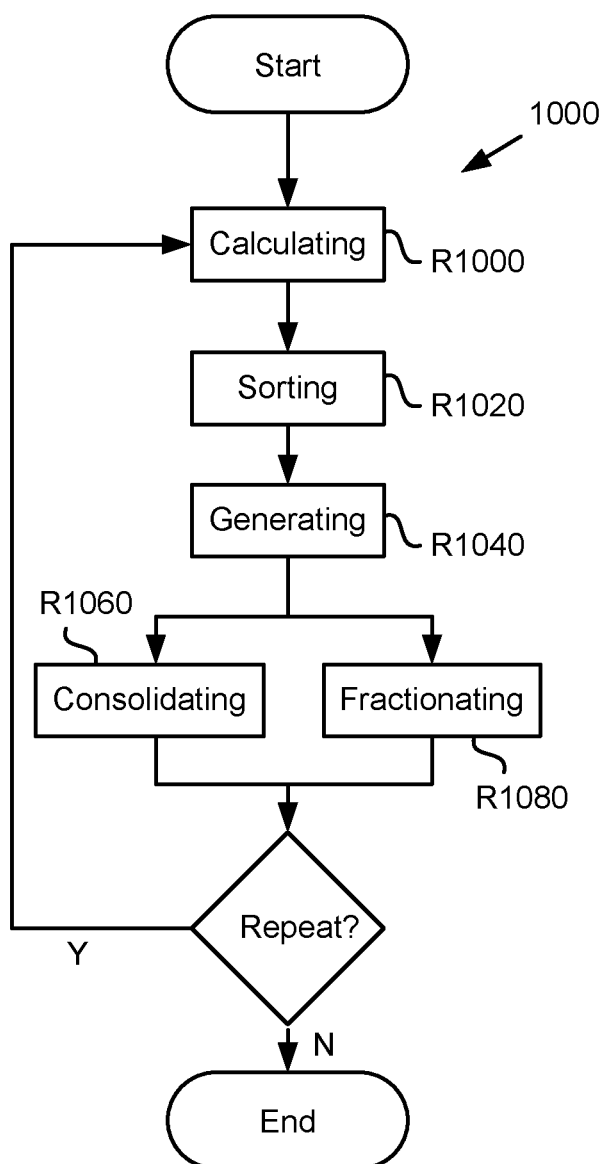 Start
1000
Calculating
R1000
Sorting
R1020
Generating
R1040
R1060
Consolidating
Fractionating
R1080
Repeat?
Y
N
End